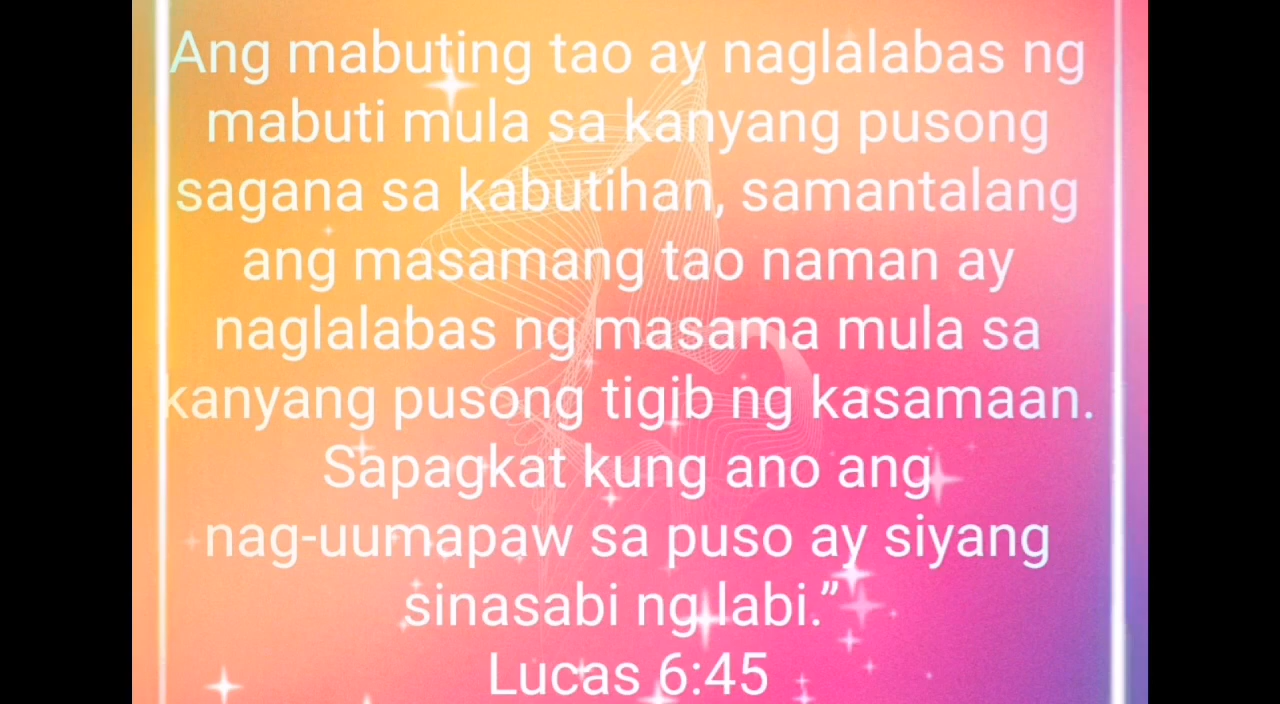 Ang mabuting tao ay naglalabas ng
mabuti mula sa kanyang pusong
sagana sa kabutihan, samantalang
ang masamang tao naman ay
naglalabas ng masama mula sa
kanyang pusong tigib ng kasamaan.
Sapagkat kung ano ang
nag-uumapaw sa puso ay siyang
sinasabi ng labi.”
Lucas 6:45